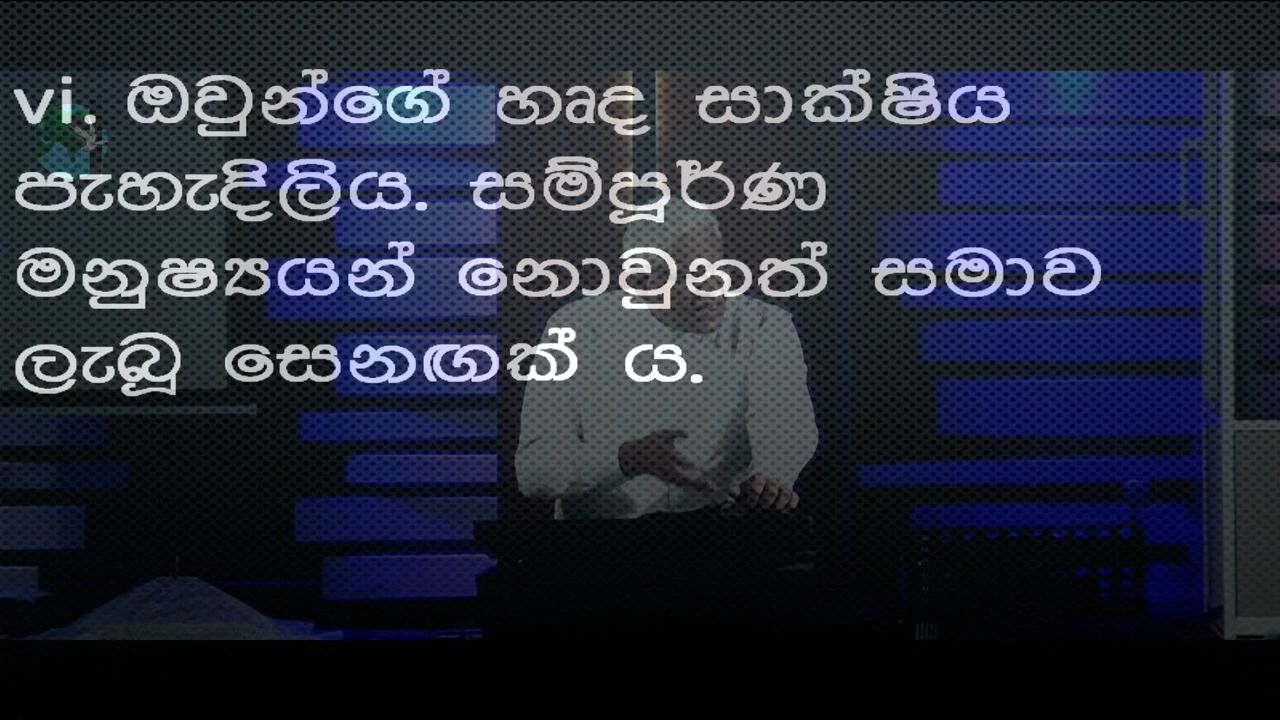 vi. ඔවුන්ගේ හෘද සාක්ෂිය
පැහැදිලිය. සම්පූර්ණ
මනුෂ්‍යයන් නොවුනත් සමාව
ලැබූ සෙනඟක් ය.